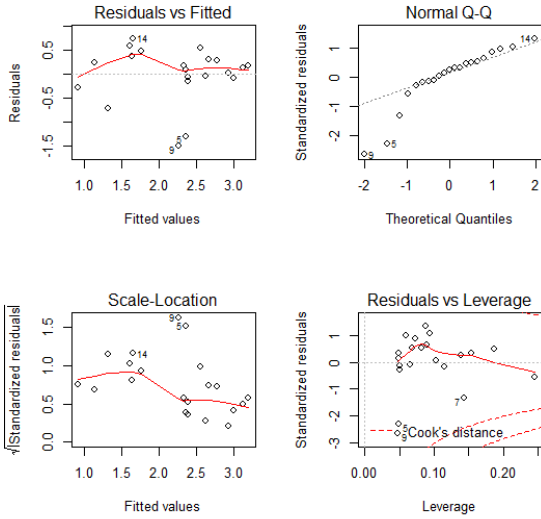 Residuals vs Fitted
Residuals
0.5
-0.5
-1.5
14
5
9
1.0 1.5 2.0 2.5 3.0
Fitted values
Normal Q-Q
Standardized residuals
1
0
-1
-2
14
5
9
-2 -1 0 1 2
Theoretical Quantiles
Scale-Location
√|Standardized residuals|
1.5
1.0
0.5
0.0
9
5
14
1.0 1.5 2.0 2.5 3.0
Fitted values
Residuals vs Leverage
Standardized residuals
1
0
-1
-2
-3
7
5
9
Cook's distance
0.00 0.10 0.20
Leverage